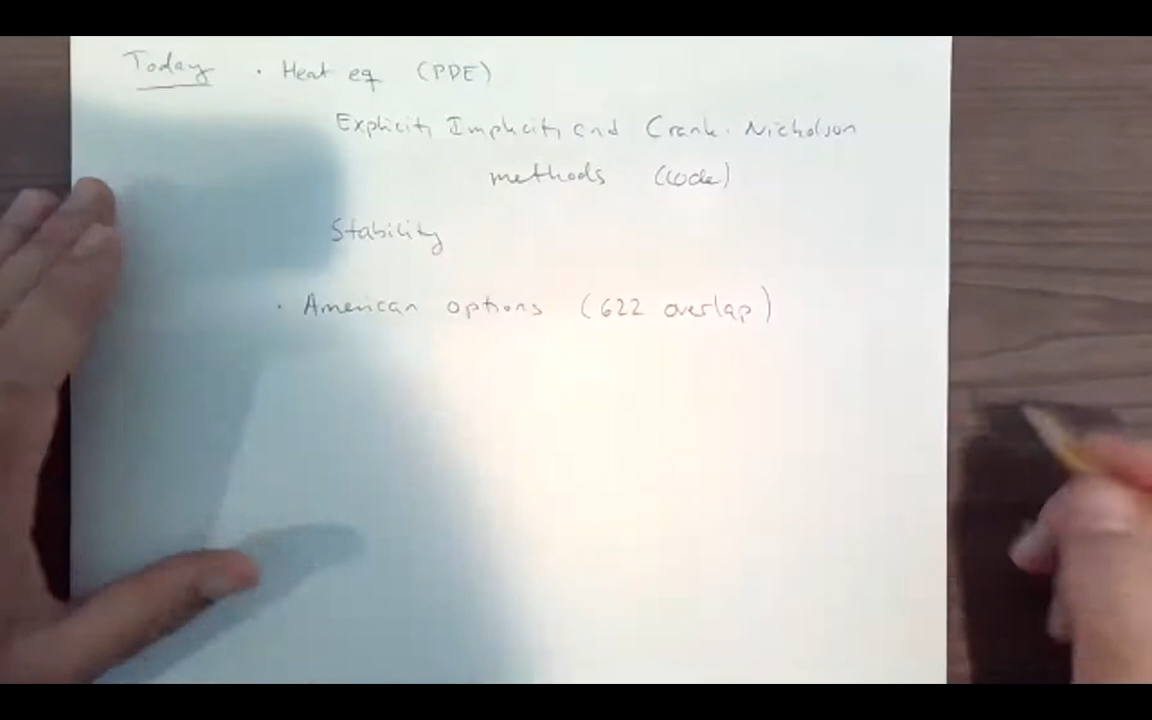 Today • Heat eq (PDE)
Explicit, Implicit, and Crank-Nicholson
methods (code)
Stability
• American options (622 overlap)